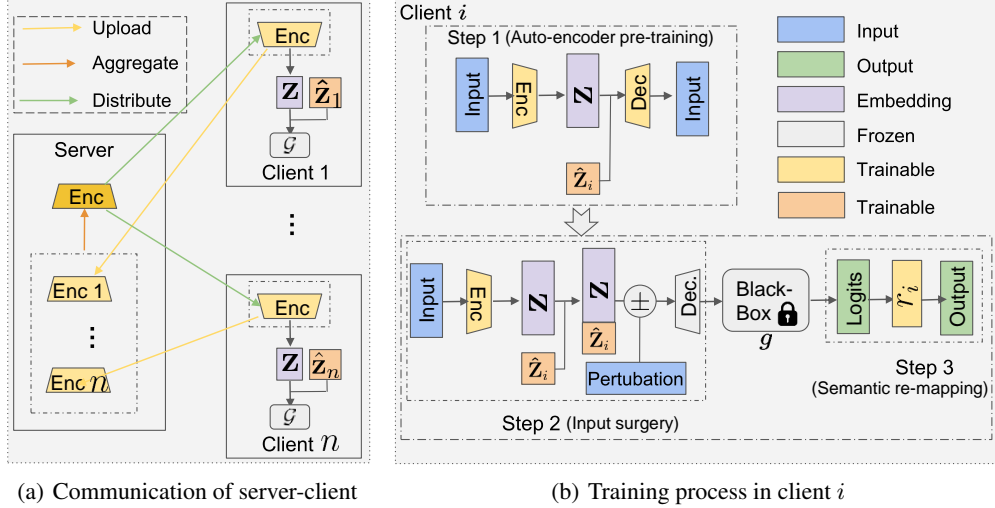 Upload
Aggregate
Distribute
Server
Enc
Enc 1
⋮
Enc n
Enc
Z
Ẑ1
𝒢
Client 1
⋮
Enc
Z
ẑn
𝒢
Client n
(a) Communication of server-client
Client i
Step 1 (Auto-encoder pre-training)
Input
Enc
Z
Dec
Input
Ẑi
Input
Output
Embedding
Frozen
Trainable
Trainable
Input
Enc
Z
Ẑi
Z
Ẑi
+
Pertubation
Dec.
Black-
Box
g
Logits
ri
Output
Step 2 (Input surgery)
Step 3
(Semantic re-mapping)
(b) Training process in client i